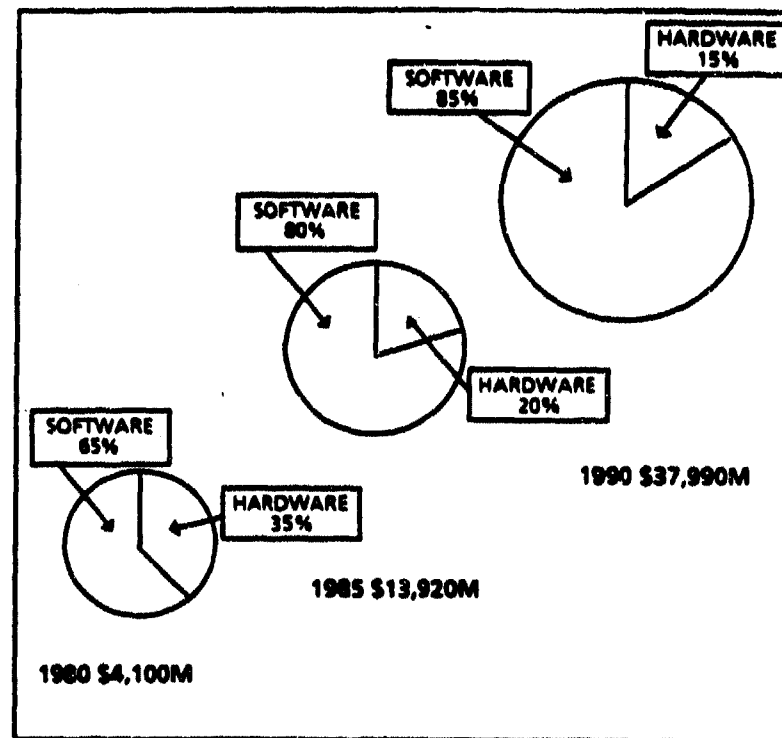 HARDWARE
15%
SOFTWARE
85%
SOFTWARE
80%
HARDWARE
20%
1990 $37,990M
SOFTWARE
65%
HARDWARE
35%
1985 $13,920M
1980 $4,100M